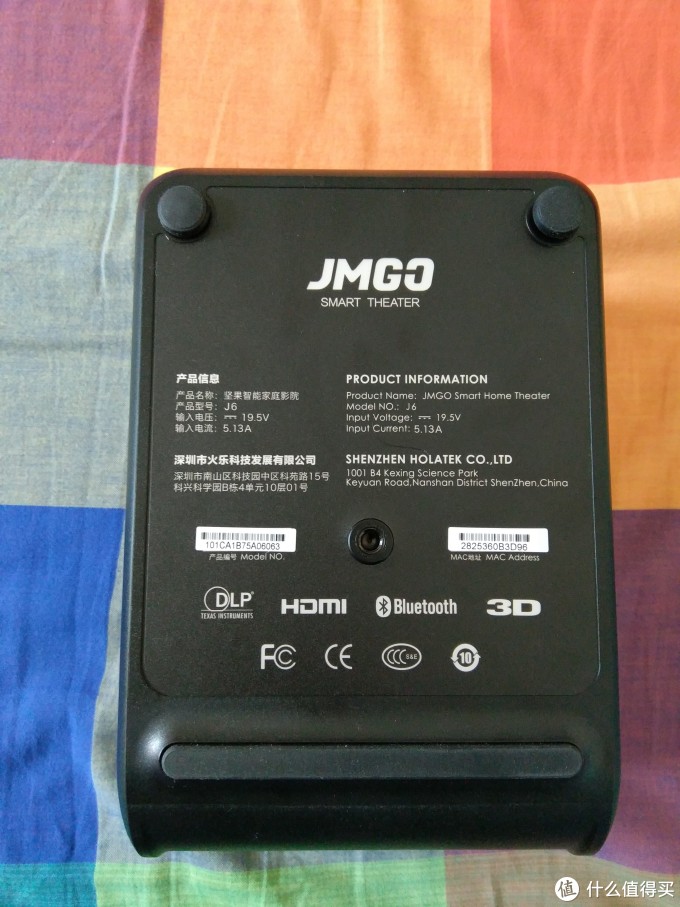 JMGO
SMART THEATER
产品信息
产品名称: 坚果智能家庭影院
产品型号: J6
输入电压: 19.5V
输入电流: 5.13A
PRODUCT INFORMATION
Product Name: JMGO Smart Home Theater
Model NO.: J6
Input Voltage: 19.5V
Input Current: 5.13A
深圳市火乐科技发展有限公司
深圳市南山区科技园中区科苑路15号
科兴科学园B栋4单元10层01号
SHENZHEN HOLATEK CO.,LTD
1001 B4 Kexing Science Park
Keyuan Road,Nanshan District ShenZhen,China
101CA1B75A06063
产品编号 Model NO.
2825360B3D96
MAC地址 MAC Address
DLP®
TEXAS INSTRUMENTS
HDMI
Bluetooth
3D
FC
CE
CCC S&E
10
值 什么值得买